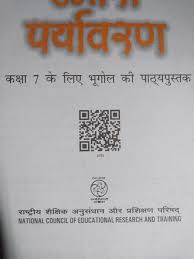 पर्यावरण
कक्षा 7 के लिए भूगोल की पाठ्यपुस्तक
राष्ट्रीय शैक्षिक अनुसंधान और प्रशिक्षण परिषद्
NATIONAL COUNCIL OF EDUCATIONAL RESEARCH AND TRAINING